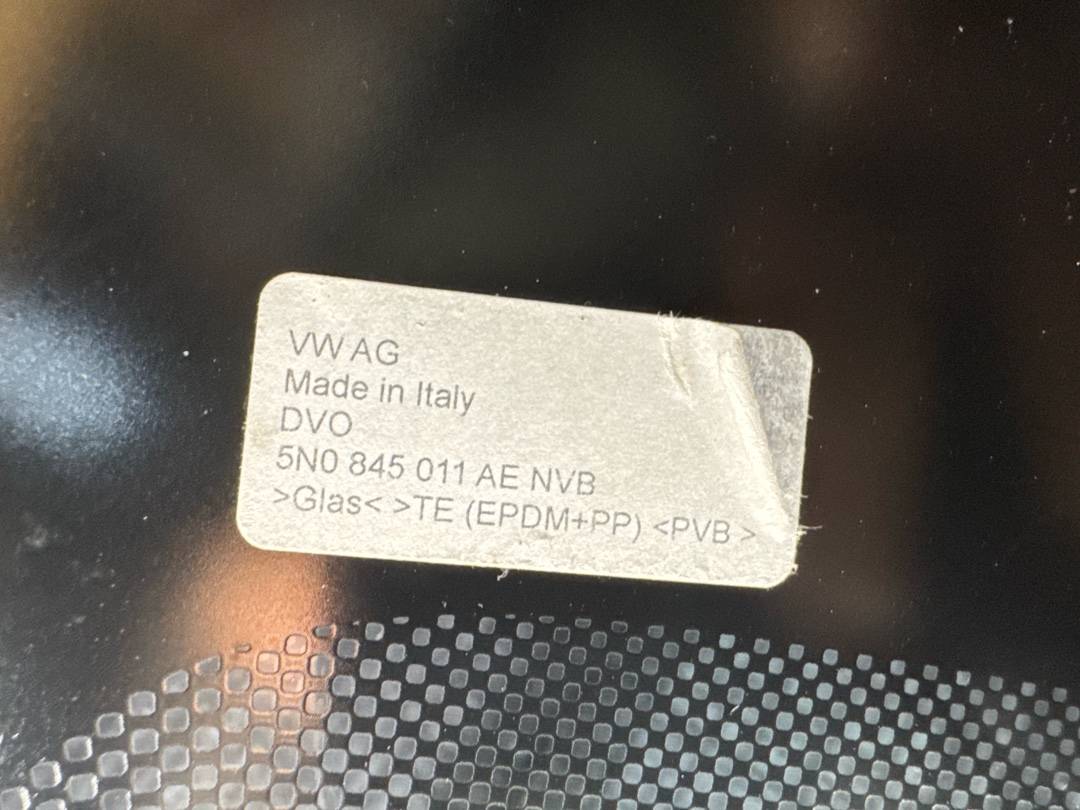 VW AG
Made in Italy
DVO
5N0 845 011 AE NVB
>Glas< >TE (EPDM+PP) <PVB >